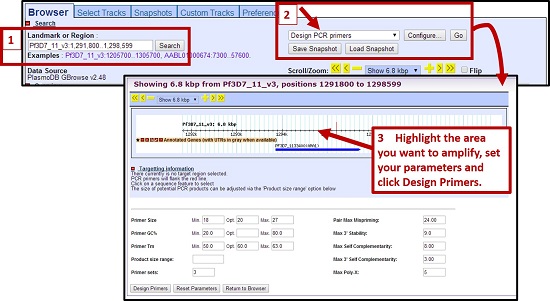 Browser Select Tracks Snapshots Custom Tracks Preferenc
Search
Landmark or Region :
Pf3D7_11_v3:1,291,800..1,298,599 Search
Examples : Pf3D7_11_v3:1205700..1305700, AABL01000674:7300..57600.
Data Source
PlasmoDB GBrowse v2.48
1
2
Design PCR primers Configure... Go
Save Snapshot Load Snapshot
Scroll/Zoom: Show 6.8 kbp Flip
Showing 6.8 kbp from Pf3D7_11_v3, positions 1291800 to 1298599
Show 6.8 kbp
Pf3D7_11_v3: 6.8 kbp
1292k 1293k 1294k
Annotated Genes (with UTRs in gray when available)
3 Highlight the area
you want to amplify, set
your parameters and
click Design Primers.
Targetting information
There currently is no target region selected.
PCR primers will flank the red line.
Click on a sequence feature to select
The size of potential PCR products can be adjusted via the 'Product size range' option below
Primer Size Min. 18 Opt. 20 Max. 27 Pair Max Mispriming: 24.00
Primer GC% Min. 20.0 Max. 80.0 Max 3' Stability: 9.0
Primer Tm Min. 50.0 Opt. 60.0 Max. 63.0 Max Self Complementarity: 8.00
Product size range: Max 3' Self Complementarity: 3.00
Primer sets: 3 Max Poly.X: 5
Design Primers Reset Parameters Return to Browser